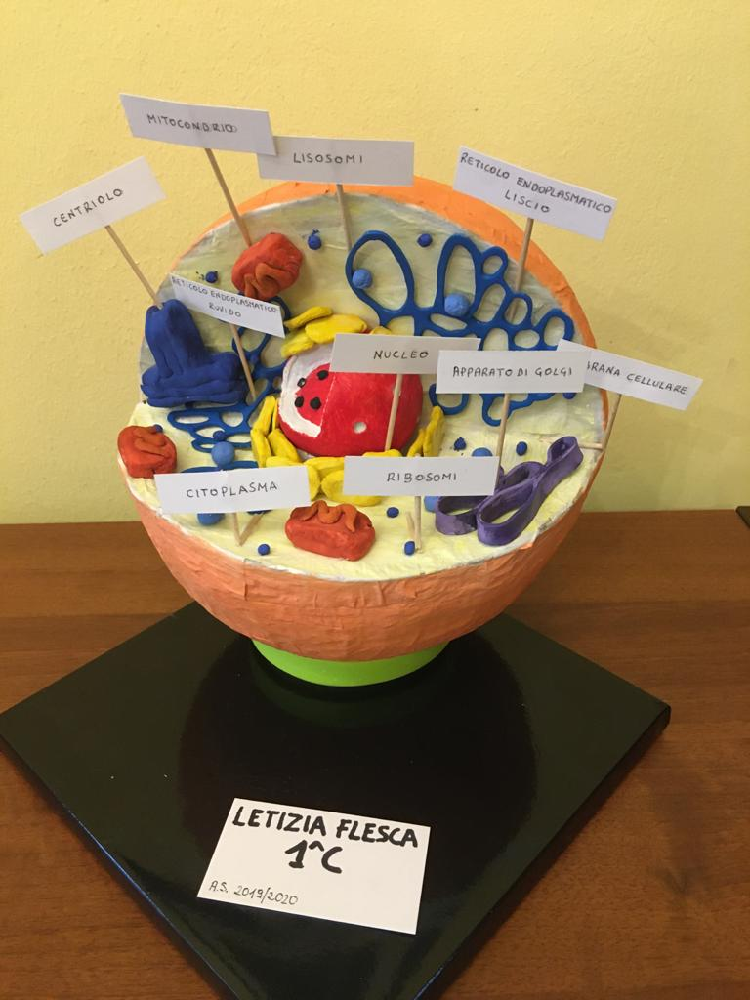 MITOCONDRIO
LISOSOMI
RETICOLO ENDOPLASMATICO
LISCIO
CENTRIOLO
RETICOLO ENDOPLASMATICO
RUVIDO
NUCLEO
APPARATO DI GOLGI
CELLULARE
CITOPLASMA
RIBOSOMI
LETIZIA FLESCA
1^C
A.S. 2019/2020